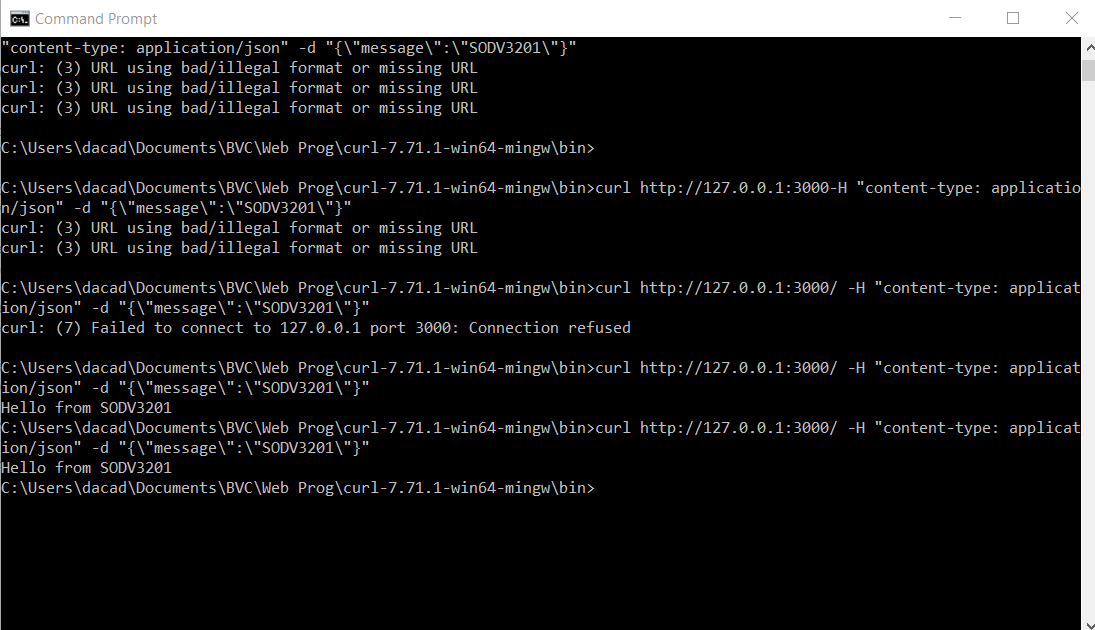 Command Prompt
"content-type: application/json" -d "{\"message\":\"SODV3201\"}"
curl: (3) URL using bad/illegal format or missing URL
curl: (3) URL using bad/illegal format or missing URL
curl: (3) URL using bad/illegal format or missing URL
C:\Users\dacad\Documents\BVC\Web Prog\curl-7.71.1-win64-mingw\bin>
C:\Users\dacad\Documents\BVC\Web Prog\curl-7.71.1-win64-mingw\bin>curl http://127.0.0.1:3000-H "content-type: applicatio
n/json" -d "{\"message\":\"SODV3201\"}"
curl: (3) URL using bad/illegal format or missing URL
curl: (3) URL using bad/illegal format or missing URL
C:\Users\dacad\Documents\BVC\Web Prog\curl-7.71.1-win64-mingw\bin>curl http://127.0.0.1:3000/ -H "content-type: applicat
ion/json" -d "{\"message\":\"SODV3201\"}"
curl: (7) Failed to connect to 127.0.0.1 port 3000: Connection refused
C:\Users\dacad\Documents\BVC\Web Prog\curl-7.71.1-win64-mingw\bin>curl http://127.0.0.1:3000/ -H "content-type: applicat
ion/json" -d "{\"message\":\"SODV3201\"}"
Hello from SODV3201
C:\Users\dacad\Documents\BVC\Web Prog\curl-7.71.1-win64-mingw\bin>curl http://127.0.0.1:3000/ -H "content-type: applicat
ion/json" -d "{\"message\":\"SODV3201\"}"
Hello from SODV3201
C:\Users\dacad\Documents\BVC\Web Prog\curl-7.71.1-win64-mingw\bin>